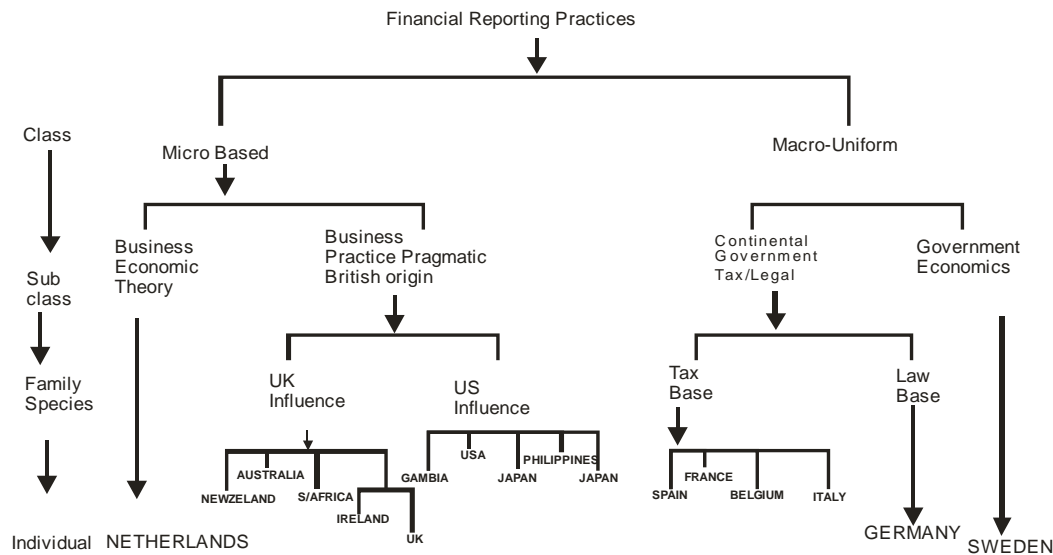 Financial Reporting Practices
Class
Micro Based
Macro-Uniform
Sub
class
Business
Economic
Theory
Business
Practice Pragmatic
British origin
Continental
Government
Tax/Legal
Government
Economics
Family
Species
UK
Influence
US
Influence
Tax
Base
Law
Base
NEWZELAND
AUSTRALIA
S/AFRICA
IRELAND
UK
GAMBIA
USA
JAPAN
PHILIPPINES
JAPAN
SPAIN
FRANCE
BELGIUM
ITALY
Individual
NETHERLANDS
GERMANY
SWEDEN